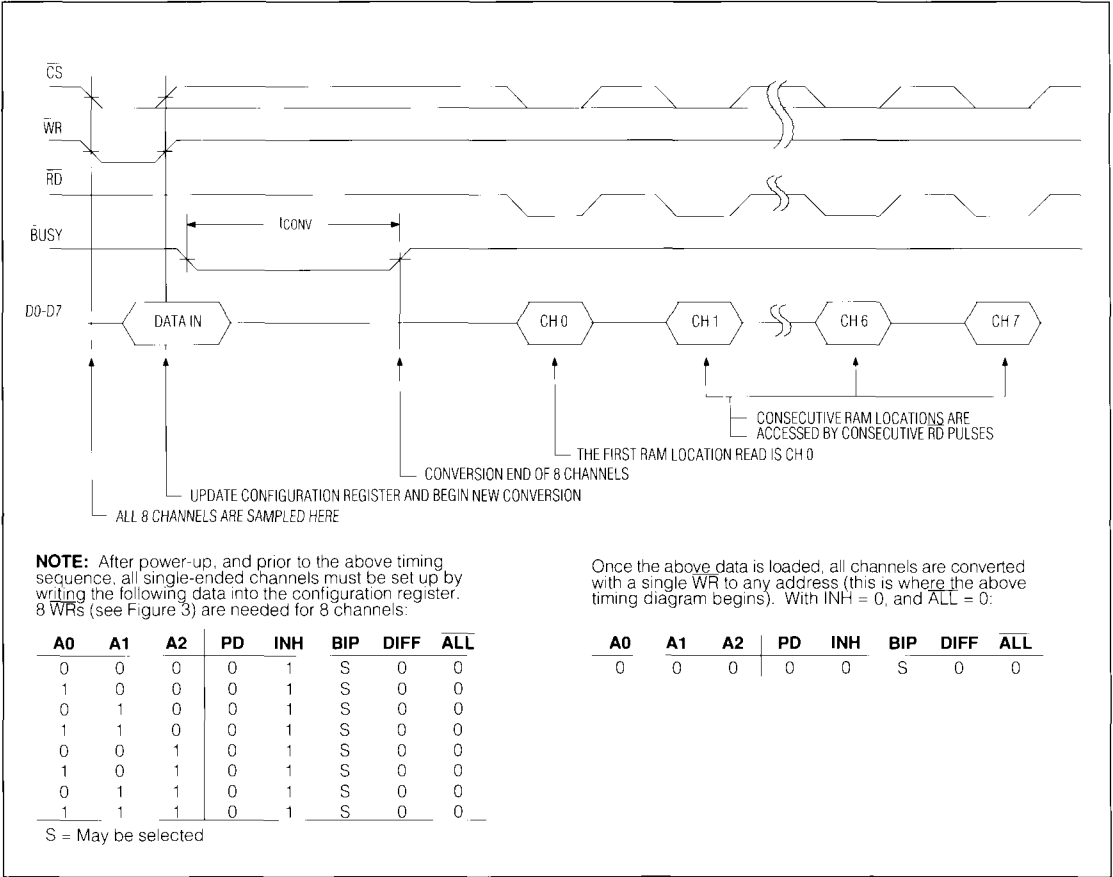 C̅S̅
W̅R̅
R̅D̅
B̅USY
tCONV
D0-D7
DATA IN
CH 0
CH 1
CH 6
CH 7
CONSECUTIVE RAM LOCATIONS ARE
ACCESSED BY CONSECUTIVE R̅D̅ PULSES
THE FIRST RAM LOCATION READ IS CH 0
CONVERSION END OF 8 CHANNELS
UPDATE CONFIGURATION REGISTER AND BEGIN NEW CONVERSION
ALL 8 CHANNELS ARE SAMPLED HERE
NOTE: After power-up, and prior to the above timing
sequence, all single-ended channels must be set up by
writing the following data into the configuration register.
8 W̅R̅s (see Figure 3) are needed for 8 channels:
A0 A1 A2 PD INH BIP DIFF A̅L̅L̅
0 0 0 0 1 S 0 0
1 0 0 0 1 S 0 0
0 1 0 0 1 S 0 0
1 1 0 0 1 S 0 0
0 0 1 0 1 S 0 0
1 0 1 0 1 S 0 0
0 1 1 0 1 S 0 0
1 1 1 0 1 S 0 0
S = May be selected
Once the above data is loaded, all channels are converted
with a single W̅R̅ to any address (this is where the above
timing diagram begins). With INH = 0, and A̅L̅L̅ = 0:
A0 A1 A2 PD INH BIP DIFF A̅L̅L̅
0 0 0 0 0 S 0 0